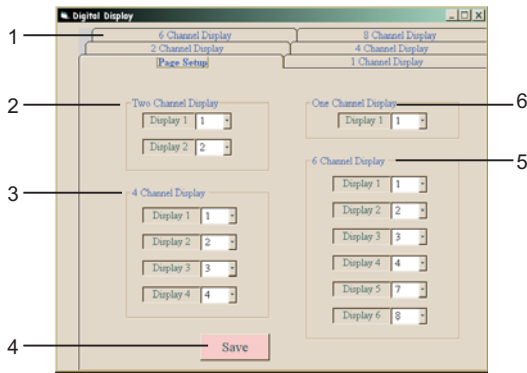 Digital Display
1
6 Channel Display
8 Channel Display
2 Channel Display
4 Channel Display
Page Setup
1 Channel Display
2
Two Channel Display
Display 1 1
Display 2 2
One Channel Display
6
Display 1 1
3
4 Channel Display
Display 1 1
Display 2 2
Display 3 3
Display 4 4
6 Channel Display
5
Display 1 1
Display 2 2
Display 3 3
Display 4 4
Display 5 7
Display 6 8
4
Save